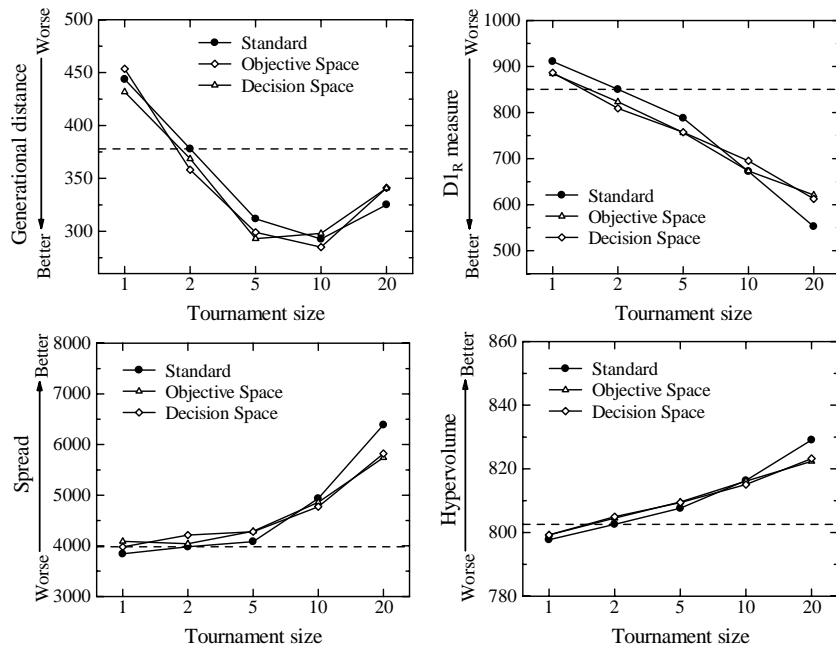 500
450
400
350
300
Worse
Generational distance
Better
Standard
Objective Space
Decision Space
1 2 5 10 20
Tournament size
1000
900
800
700
600
500
Worse
D1R measure
Better
Standard
Objective Space
Decision Space
1 2 5 10 20
Tournament size
8000
7000
6000
5000
4000
3000
Better
Spread
Worse
Standard
Objective Space
Decision Space
1 2 5 10 20
Tournament size
860
840
820
800
780
Better
Hypervolume
Worse
Standard
Objective Space
Decision Space
1 2 5 10 20
Tournament size